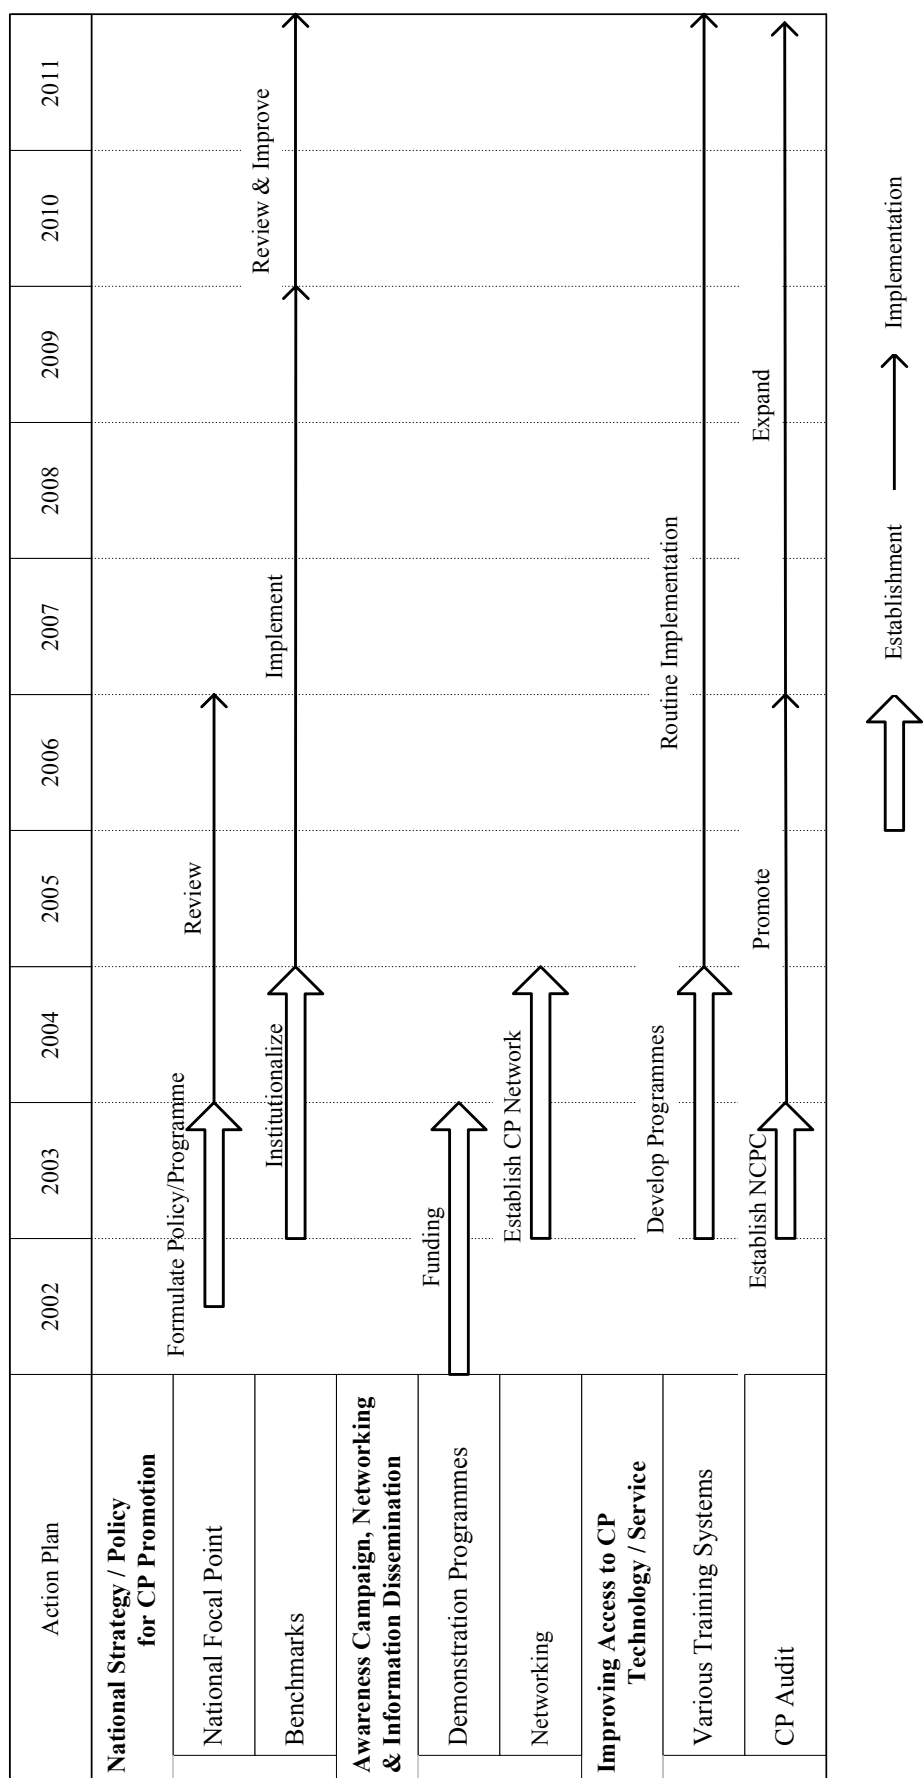 Action Plan
2002
2003
2004
2005
2006
2007
2008
2009
2010
2011
National Strategy / Policy
for CP Promotion
National Focal Point
Formulate Policy/Programme
Review
Benchmarks
Institutionalize
Implement
Review & Improve
Awareness Campaign, Networking
& Information Dissemination
Demonstration Programmes
Funding
Networking
Establish CP Network
Improving Access to CP
Technology / Service
Various Training Systems
Develop Programmes
Routine Implementation
CP Audit
Establish NCPC
Promote
Expand
Establishment
Implementation